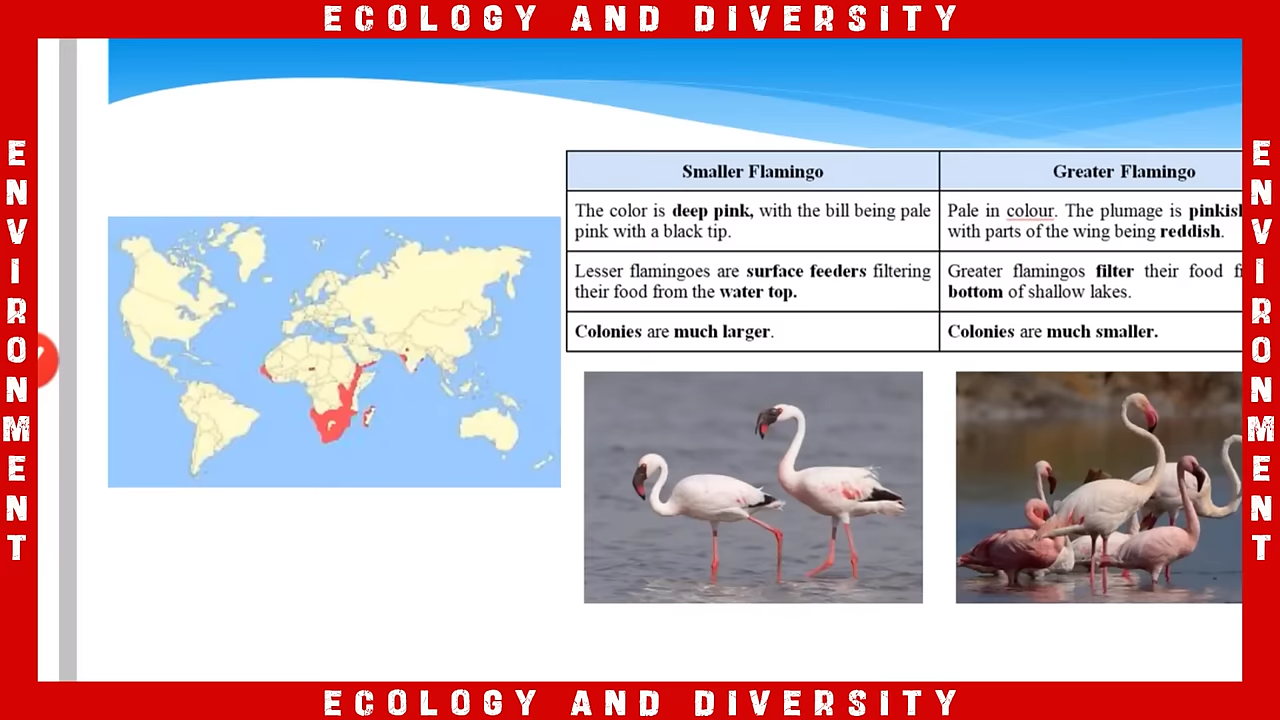 ECOLOGY AND DIVERSITY
ENVIRONMENT
Smaller Flamingo
Greater Flamingo
The color is deep pink, with the bill being pale
pink with a black tip.
Pale in colour. The plumage is
with parts of the wing being reddish.
Lesser flamingoes are surface feeders filtering
their food from the water top.
Greater flamingos filter their food
bottom of shallow lakes.
Colonies are much larger.
Colonies are much smaller.
ENVIRONMENT
ECOLOGY AND DIVERSITY